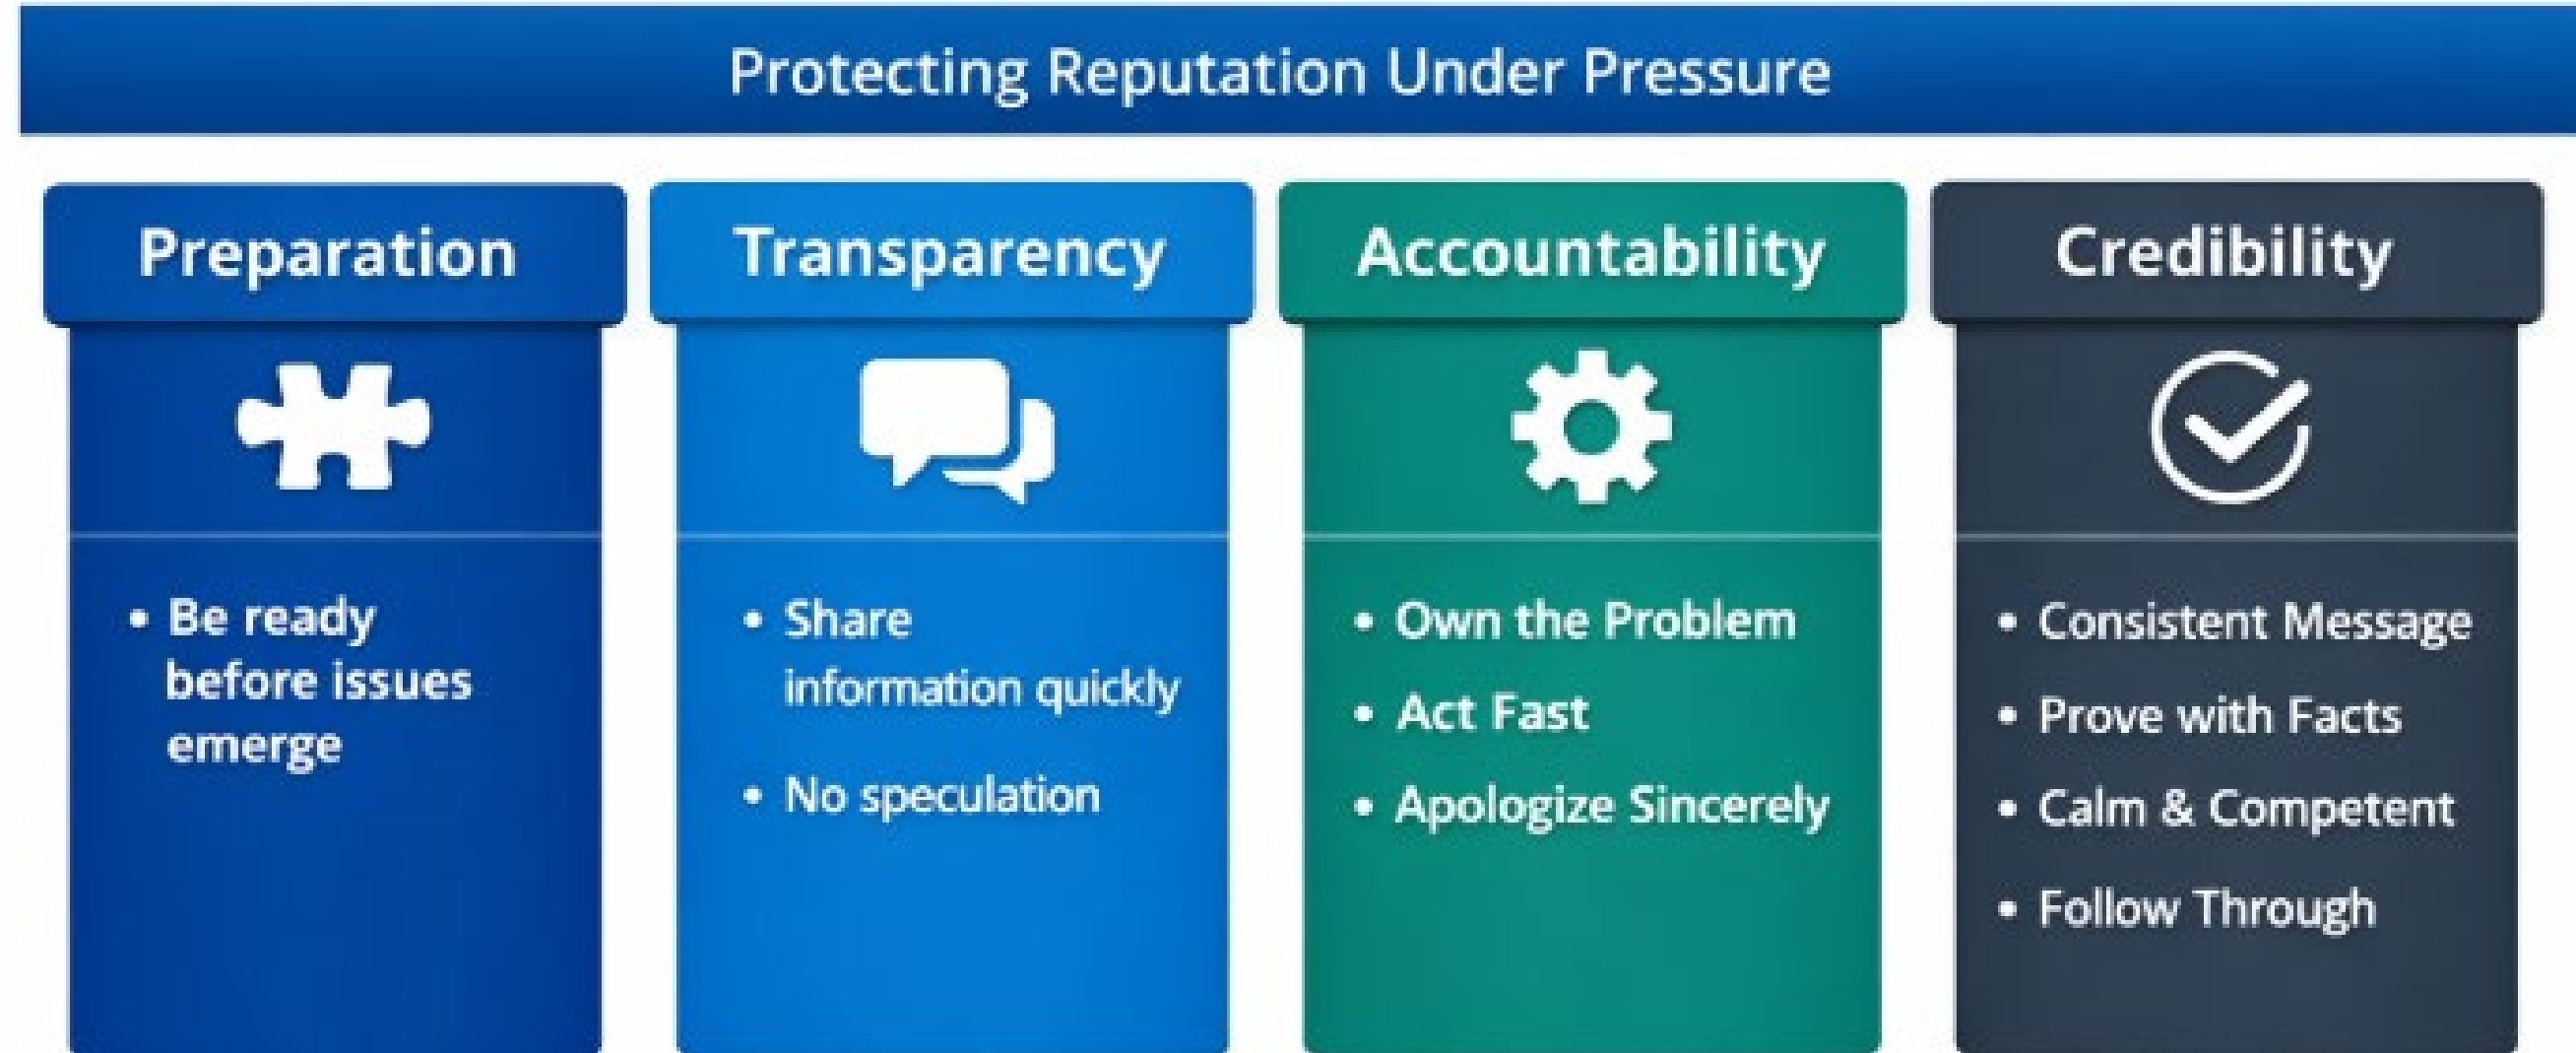 Protecting Reputation Under Pressure
Preparation
• Be ready
before issues
emerge
Transparency
• Share
information quickly
• No speculation
Accountability
• Own the Problem
• Act Fast
• Apologize Sincerely
Credibility
• Consistent Message
• Prove with Facts
• Calm & Competent
• Follow Through